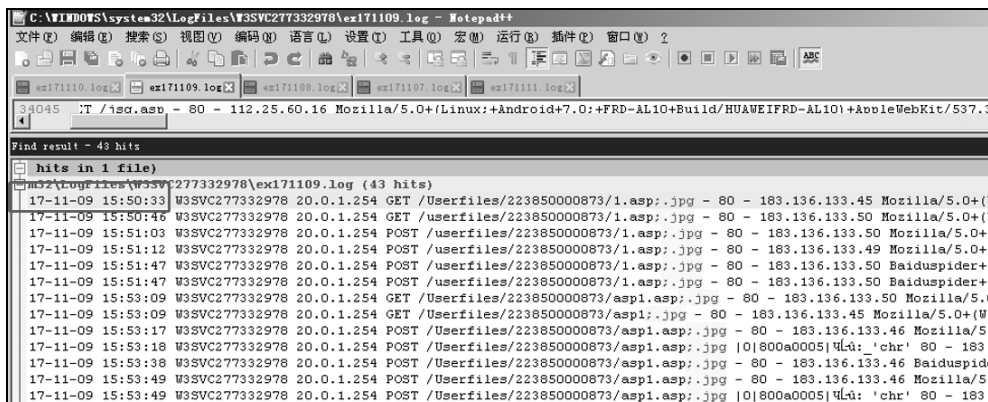 C:\WINDOWS\system32\LogFiles\W3SVC277332978\ex171109.log - Notepad++
文件(F) 编辑(E) 搜索(S) 视图(V) 编码(N) 语言(L) 设置(T) 工具(O) 宏(M) 运行(R) 插件(P) 窗口(W) ?
ABC
ex171110.log ex171109.log ex171108.log ex171107.log ex171111.log
34045 :T /jsq.asp - 80 - 112.25.60.16 Mozilla/5.0+(Linux;+Android+7.0;+FRD-AL10+Build/HUAWEIFRD-AL10)+AppleWebKit/537.3
Find result - 43 hits
hits in 1 file)
m32\LogFiles\W3SVC277332978\ex171109.log (43 hits)
17-11-09 15:50:33 W3SVC277332978 20.0.1.254 GET /Userfiles/223850000873/1.asp;.jpg - 80 - 183.136.133.45 Mozilla/5.0+(
17-11-09 15:50:46 W3SVC277332978 20.0.1.254 GET /Userfiles/223850000873/1.asp;.jpg - 80 - 183.136.133.50 Mozilla/5.0+(
17-11-09 15:51:03 W3SVC277332978 20.0.1.254 POST /userfiles/223850000873/1.asp;.jpg - 80 - 183.136.133.50 Mozilla/5.0+
17-11-09 15:51:12 W3SVC277332978 20.0.1.254 POST /userfiles/223850000873/1.asp;.jpg - 80 - 183.136.133.49 Mozilla/5.0+
17-11-09 15:51:47 W3SVC277332978 20.0.1.254 POST /userfiles/223850000873/1.asp;.jpg - 80 - 183.136.133.50 Baiduspider+
17-11-09 15:51:47 W3SVC277332978 20.0.1.254 POST /userfiles/223850000873/1.asp;.jpg - 80 - 183.136.133.50 Baiduspider+
17-11-09 15:53:09 W3SVC277332978 20.0.1.254 GET /Userfiles/223850000873/asp1.asp;.jpg - 80 - 183.136.133.50 Mozilla/5.
17-11-09 15:53:09 W3SVC277332978 20.0.1.254 GET /Userfiles/223850000873/asp1;.jpg - 80 - 183.136.133.45 Mozilla/5.0+(W
17-11-09 15:53:17 W3SVC277332978 20.0.1.254 POST /Userfiles/223850000873/asp1.asp;.jpg - 80 - 183.136.133.46 Mozilla/5
17-11-09 15:53:18 W3SVC277332978 20.0.1.254 POST /Userfiles/223850000873/asp1.asp;.jpg |0|800a0005| 'chr' 80 - 183
17-11-09 15:53:38 W3SVC277332978 20.0.1.254 POST /Userfiles/223850000873/asp1.asp;.jpg - 80 - 183.136.133.46 Baiduspid
17-11-09 15:53:49 W3SVC277332978 20.0.1.254 POST /Userfiles/223850000873/asp1.asp;.jpg - 80 - 183.136.133.46 Mozilla/5
17-11-09 15:53:49 W3SVC277332978 20.0.1.254 POST /Userfiles/223850000873/asp1.asp;.jpg |0|800a0005| 'chr' 80 - 183